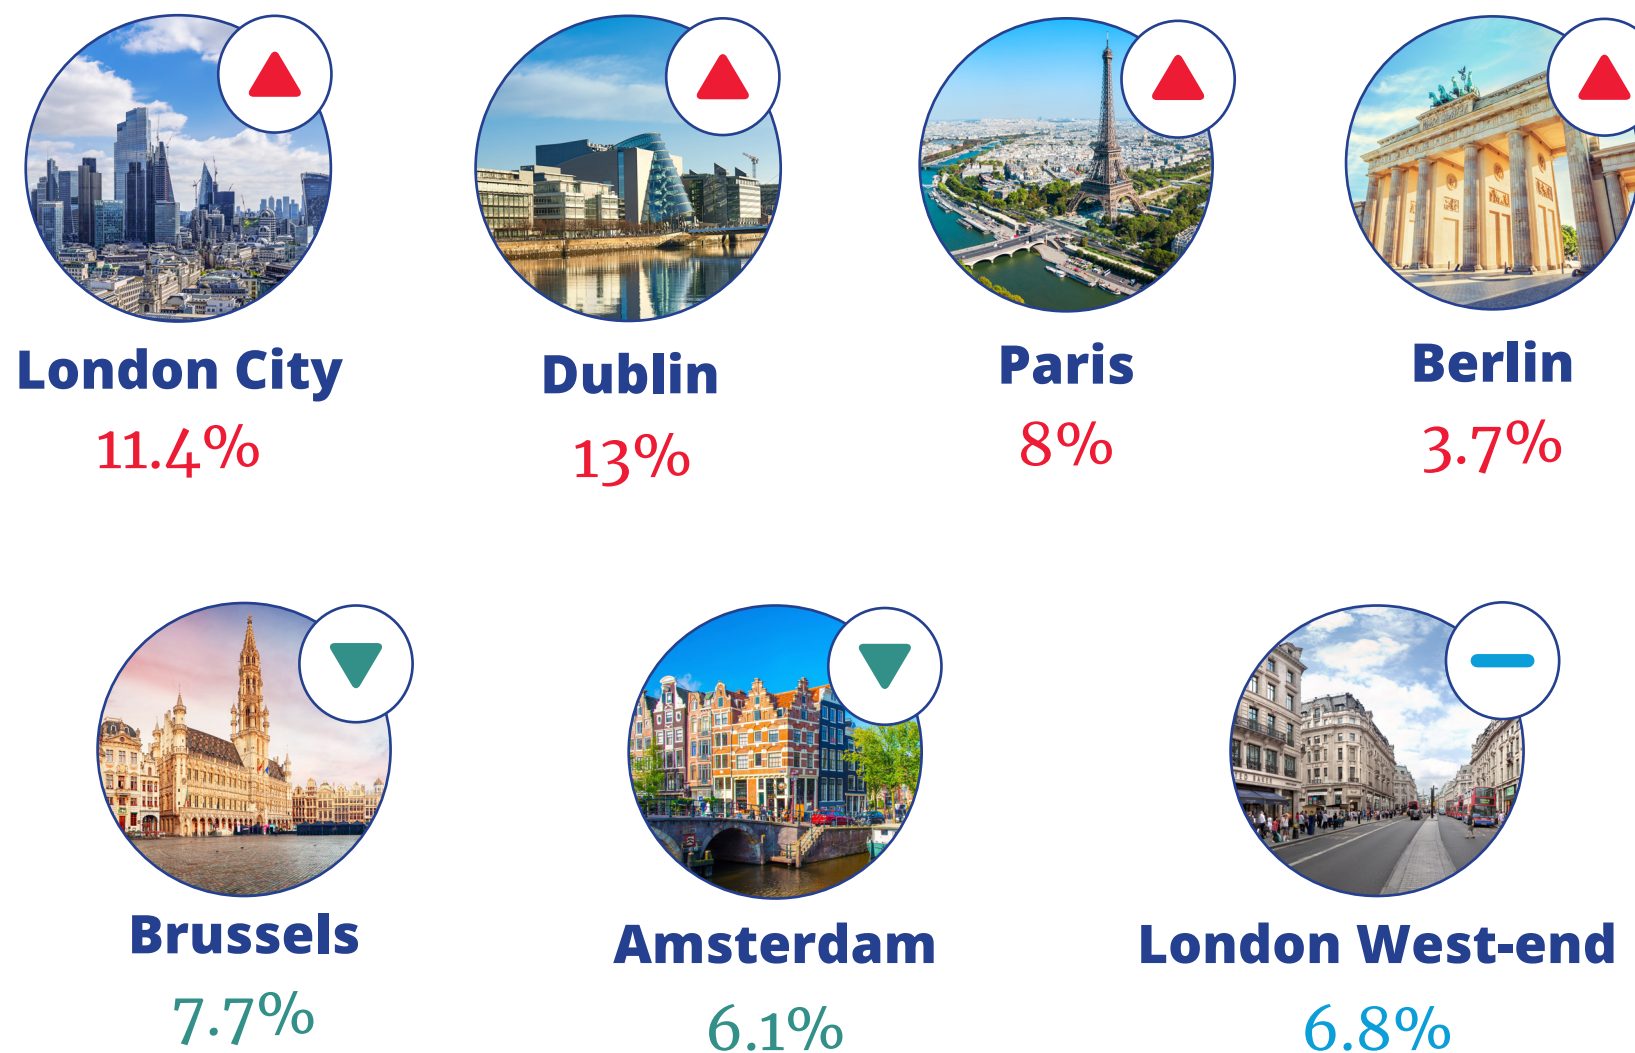 London City
11.4%
Dublin
13%
Paris
8%
Berlin
3.7%
Brussels
7.7%
Amsterdam
6.1%
London West-end
6.8%